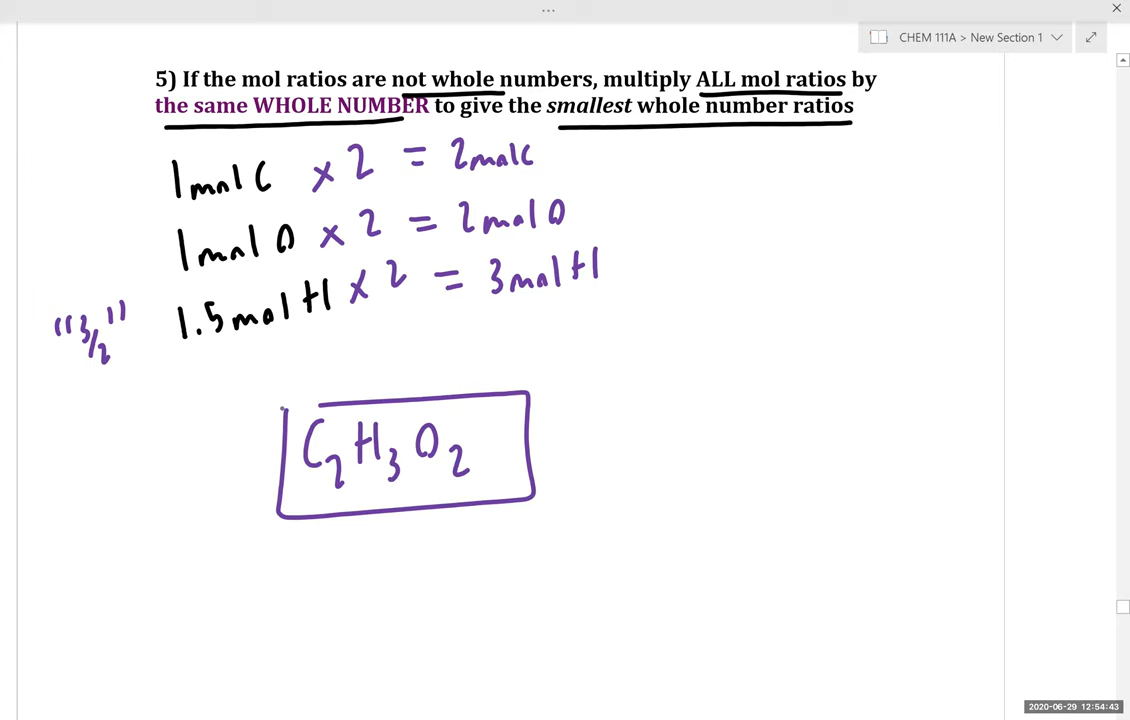 CHEM 111A > New Section 1
5) If the mol ratios are not whole numbers, multiply ALL mol ratios by
the same WHOLE NUMBER to give the smallest whole number ratios
1 mol C × 2 = 2 mol C
1 mol O × 2 = 2 mol O
1.5 mol H × 2 = 3 mol H
"3/2"
C₂H₃O₂
2020-06-29 12:54:43